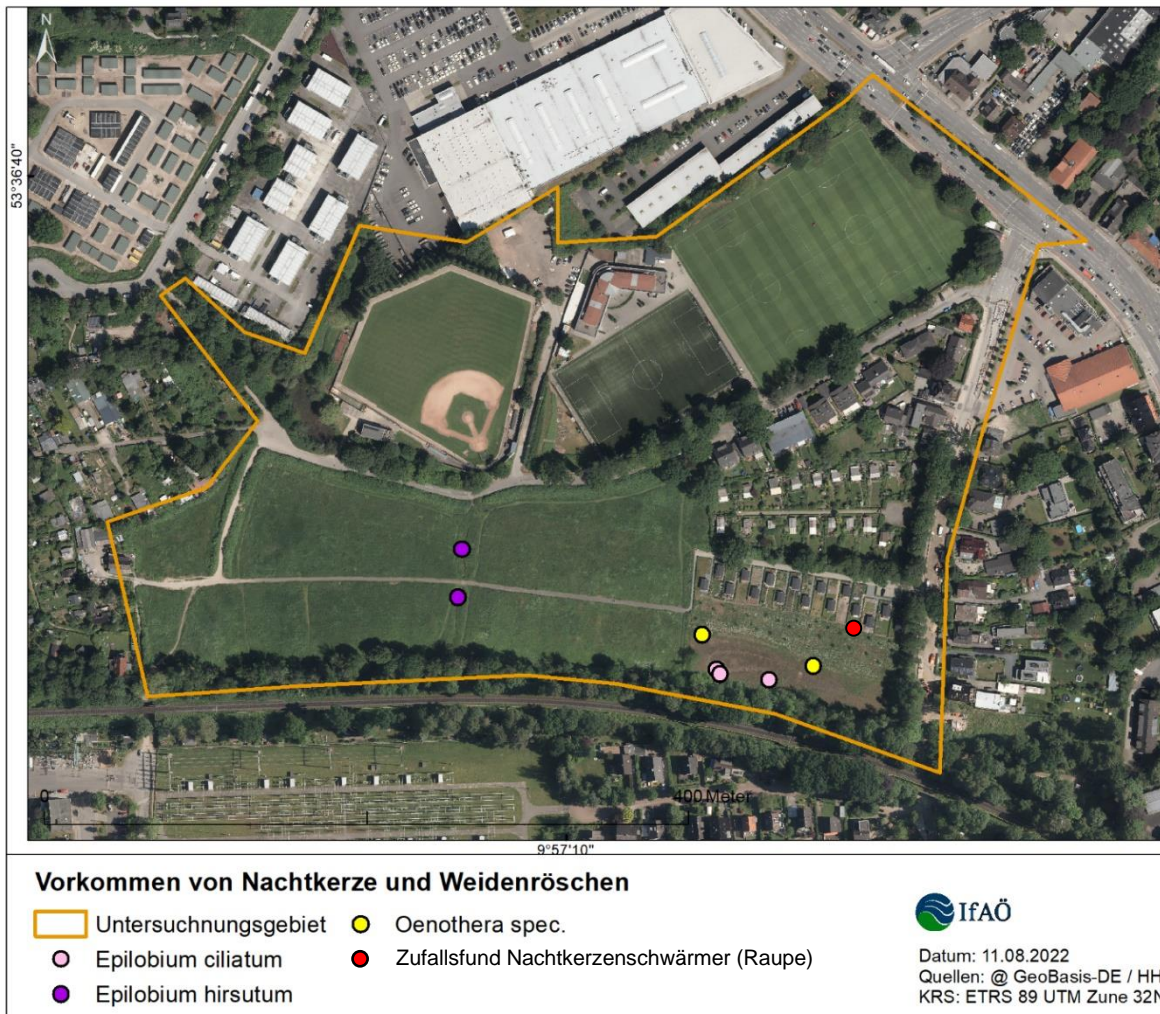 N
53°36'40"
0
400 Meter
9°57'10"
Vorkommen von Nachtkerze und Weidenröschen
Untersuchnungsgebiet
Oenothera spec.
Epilobium ciliatum
Zufallsfund Nachtkerzenschwärmer (Raupe)
Epilobium hirsutum
IfAÖ
Datum: 11.08.2022
Quellen: @ GeoBasis-DE / HH
KRS: ETRS 89 UTM Zune 32N